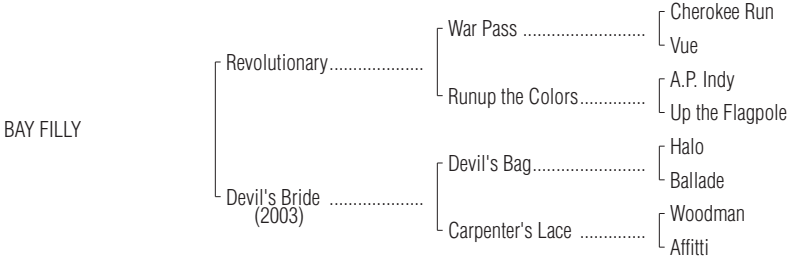 Cherokee Run
War Pass ..........................
Vue
Revolutionary....................
A.P. Indy
Runup the Colors..............
Up the Flagpole
BAY FILLY
Halo
Devil's Bag........................
Ballade
Devil's Bride ....................
(2003)
Woodman
Carpenter's Lace ..............
Affitti